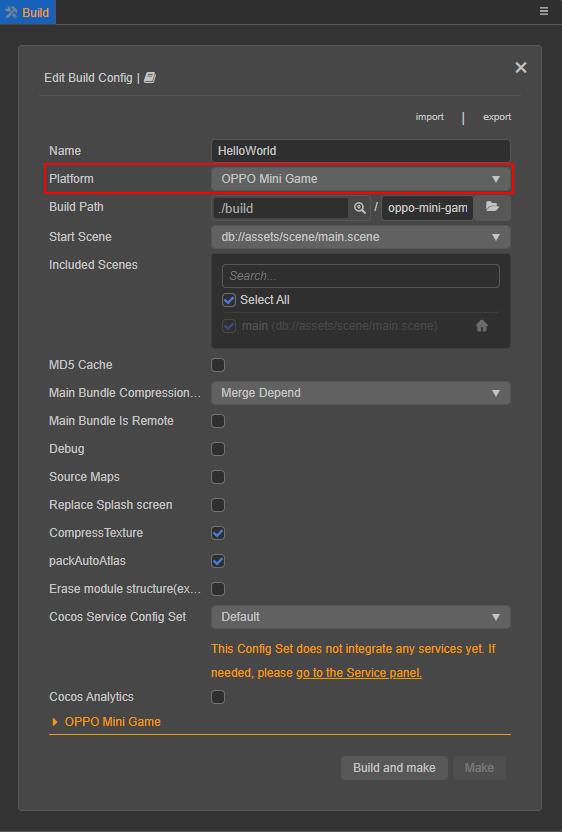 Build
Edit Build Config |
import | export
Name HelloWorld
Platform OPPO Mini Game
Build Path ./build / oppo-mini-gam
Start Scene db://assets/scene/main.scene
Included Scenes
Search...
Select All
main (db://assets/scene/main.scene)
MD5 Cache
Main Bundle Compression... Merge Depend
Main Bundle Is Remote
Debug
Source Maps
Replace Splash screen
CompressTexture
packAutoAtlas
Erase module structure(ex...
Cocos Service Config Set Default
This Config Set does not integrate any services yet. If
needed, please go to the Service panel.
Cocos Analytics
OPPO Mini Game
Build and make Make